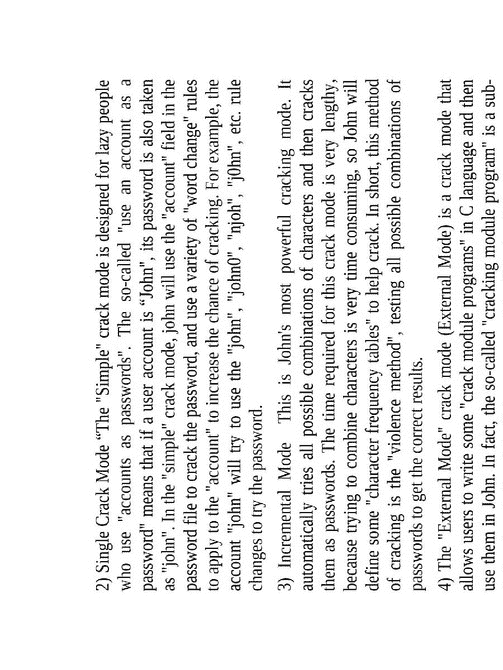 2) Single Crack Mode “The "Simple" crack mode is designed for lazy people
who use "accounts as passwords". The so-called "use an account as a
password" means that if a user account is “John", its password is also taken
as "john". In the "simple" crack mode, john will use the "account" field in the
password file to crack the password, and use a variety of "word change" rules
to apply to the "account" to increase the chance of cracking. For example, the
account "john" will try to use the "john", "john0", "njoh", "j0hn", etc. rule
changes to try the password.
3) Incremental Mode This is John's most powerful cracking mode. It
automatically tries all possible combinations of characters and then cracks
them as passwords. The time required for this crack mode is very lengthy,
because trying to combine characters is very time consuming, so John will
define some "character frequency tables" to help crack. In short, this method
of cracking is the "violence method", testing all possible combinations of
passwords to get the correct results.
4) The "External Mode" crack mode (External Mode) is a crack mode that
allows users to write some "crack module programs" in C language and then
use them in John. In fact, the so-called "cracking module program" is a sub-